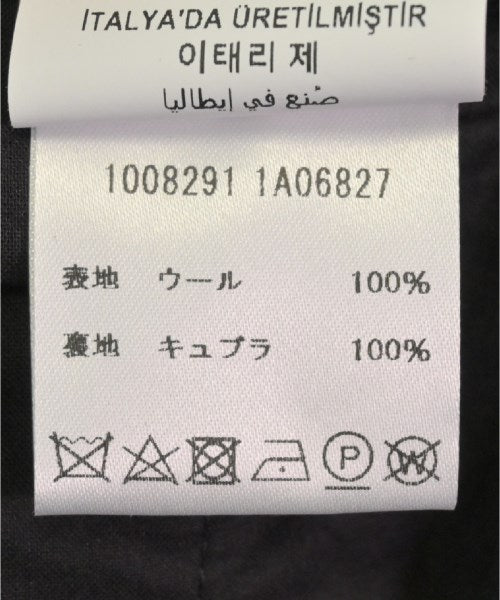 İTALYA'DA ÜRETİLMİŞTİR
이태리 제
صُنع في إيطاليا
1008291 1A06827
表地 ウール 100%
裏地 キュプラ 100%
P W